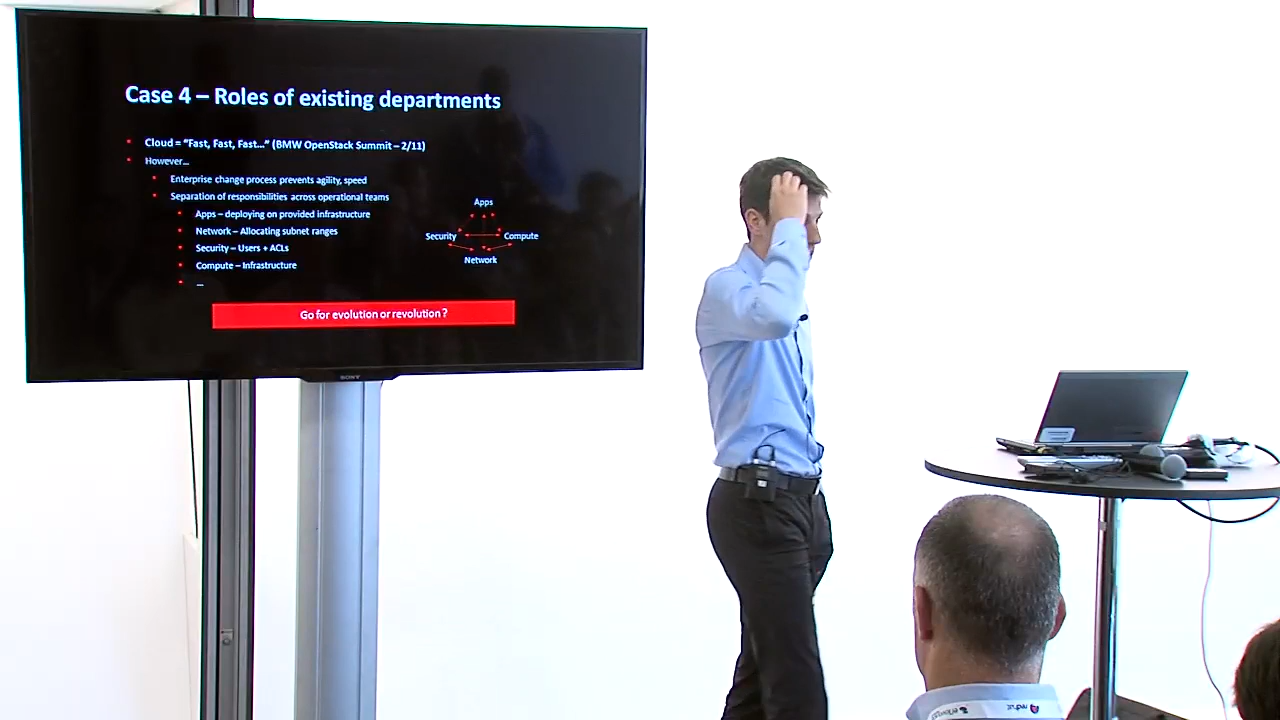 Case 4 – Roles of existing departments
Cloud = “Fast, Fast, Fast…” (BMW OpenStack Summit – 2/11)
However…
Enterprise change process prevents agility, speed
Separation of responsibilities across operational teams
Apps – deploying on provided infrastructure
Network – Allocating subnet ranges
Security – Users + ACLs
Compute – Infrastructure
…
Apps
Security
Compute
Network
Go for evolution or revolution ?
SONY